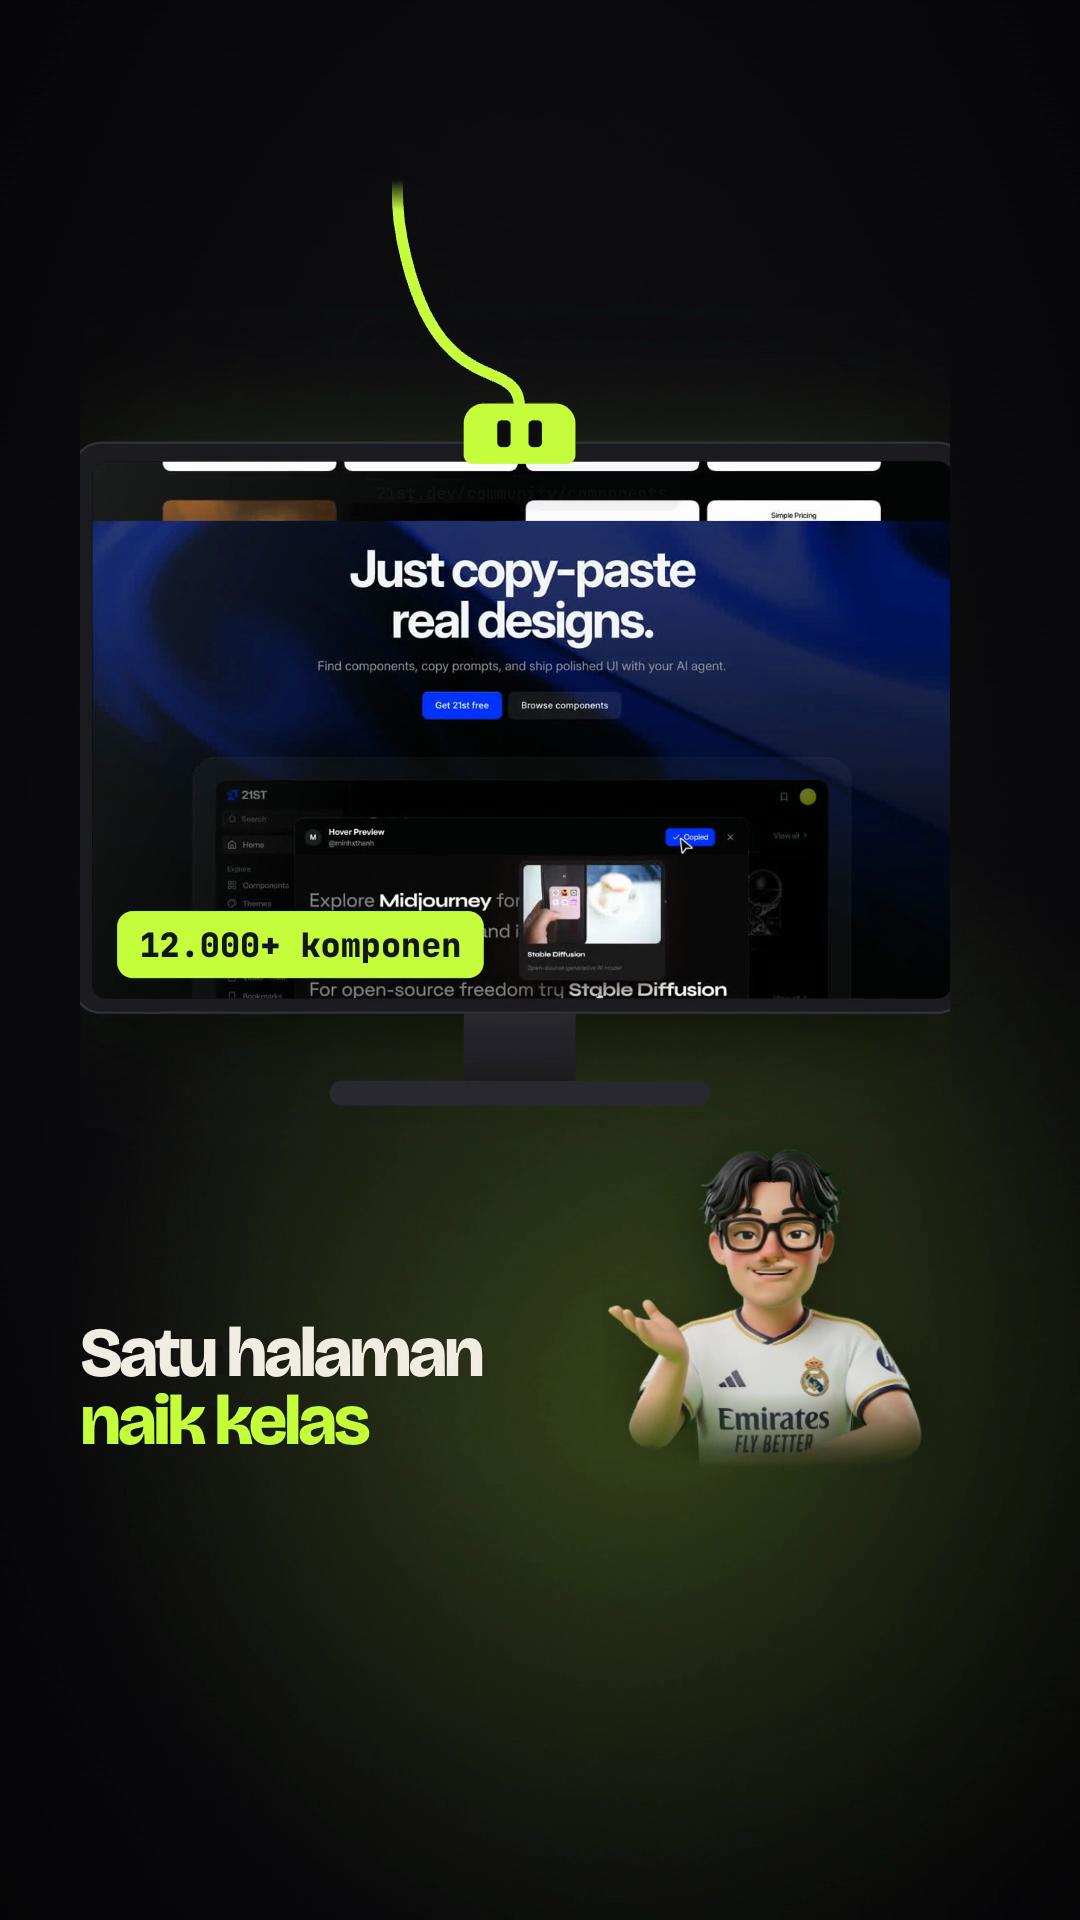 21st.dev/community/components
Simple Pricing
Just copy-paste
real designs.
Find components, copy prompts, and ship polished UI with your AI agent.
Get 21st free
Browse components
21ST
Search
Home
Explore
Components
Themes
Bookmarks
M
Hover Preview
@minhxthanh
Copied
View all
Explore Midjourney for
and i
Stable Diffusion
Open-source generative AI model
For open-source freedom try Stable Diffusion
12.000+ komponen
Satu halaman
naik kelas
Emirates
FLY BETTER